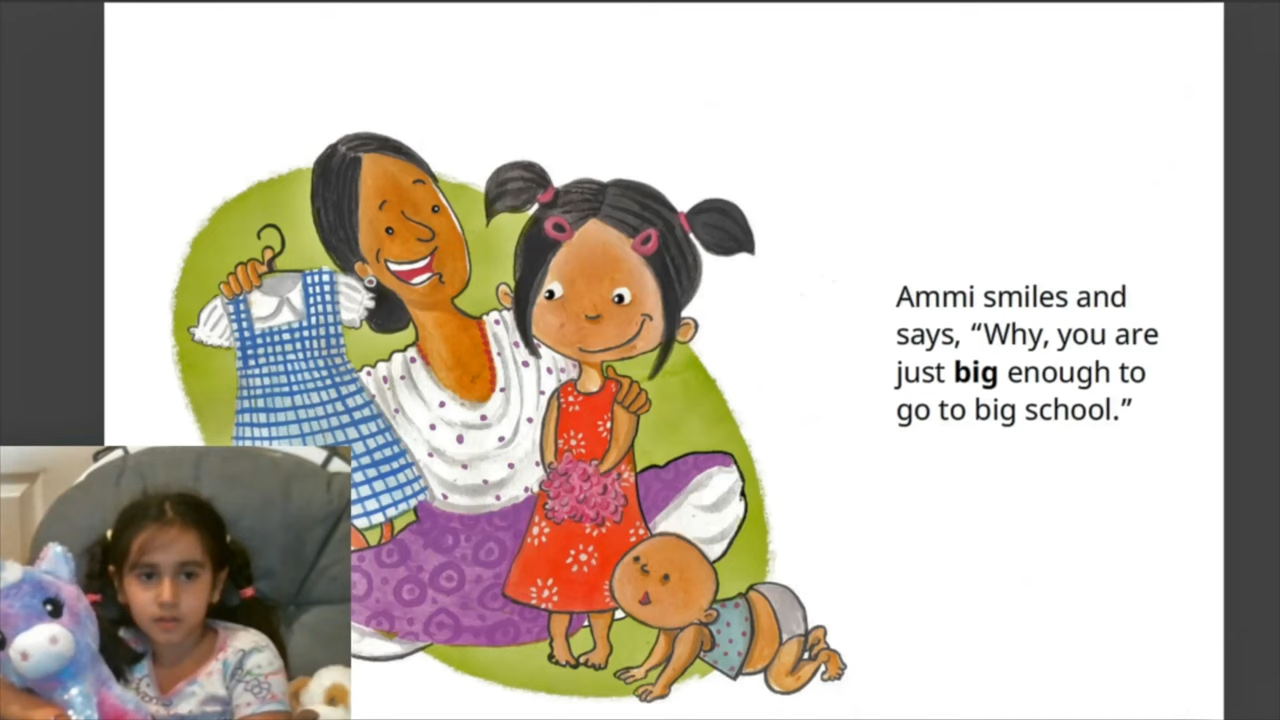 Ammi smiles and
says, “Why, you are
just big enough to
go to big school.”